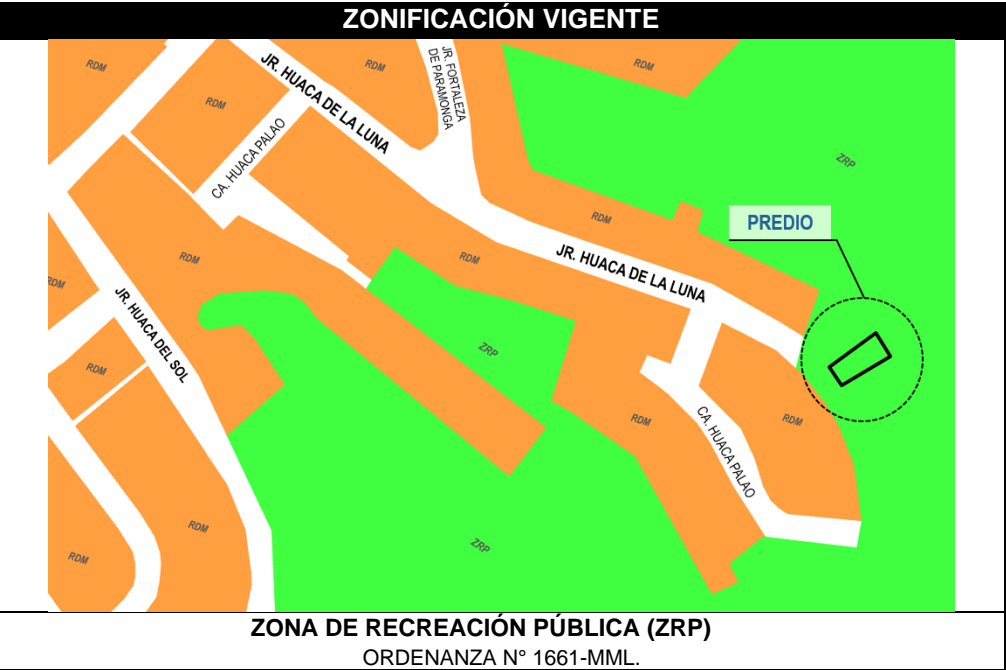 ZONIFICACIÓN VIGENTE
RDM
RDM
JR. HUACA DE LA LUNA
RDM
JR. FORTALEZA
DE PARAMONGA
RDM
ZRP
CA. HUACA PALAO
RDM
PREDIO
RDM
RDM
JR. HUACA DE LA LUNA
RDM
JR. HUACA DEL SOL
ZRP
RDM
RDM
CA. HUACA PALAO
RDM
RDM
ZRP
RDM
ZONA DE RECREACIÓN PÚBLICA (ZRP)
ORDENANZA N° 1661-MML.